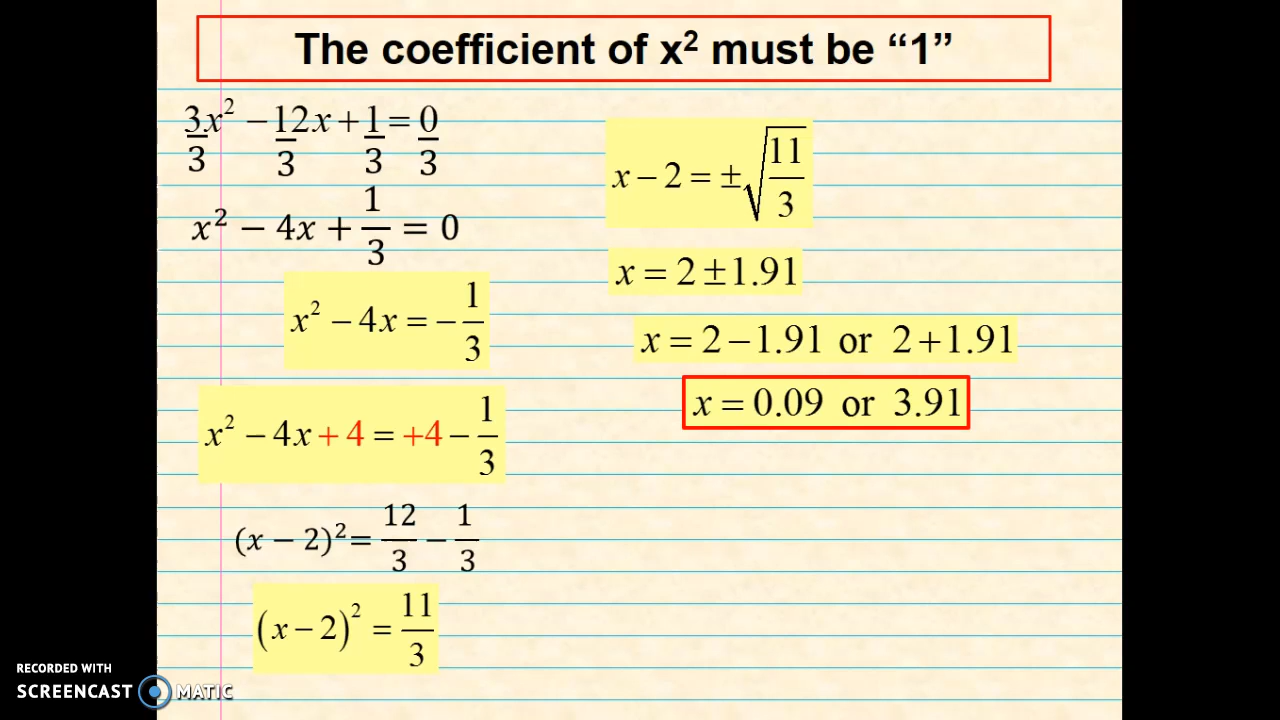 The coefficient of x² must be “1”
3x² − 12x + 1 = 0
3 3 3 3
x² − 4x + 1/3 = 0
x² − 4x = − 1/3
x² − 4x + 4 = +4 − 1/3
(x − 2)² = 12/3 − 1/3
(x − 2)² = 11/3
x − 2 = ±√(11/3)
x = 2 ± 1.91
x = 2 − 1.91 or 2 + 1.91
x = 0.09 or 3.91
RECORDED WITH
SCREENCAST MATIC